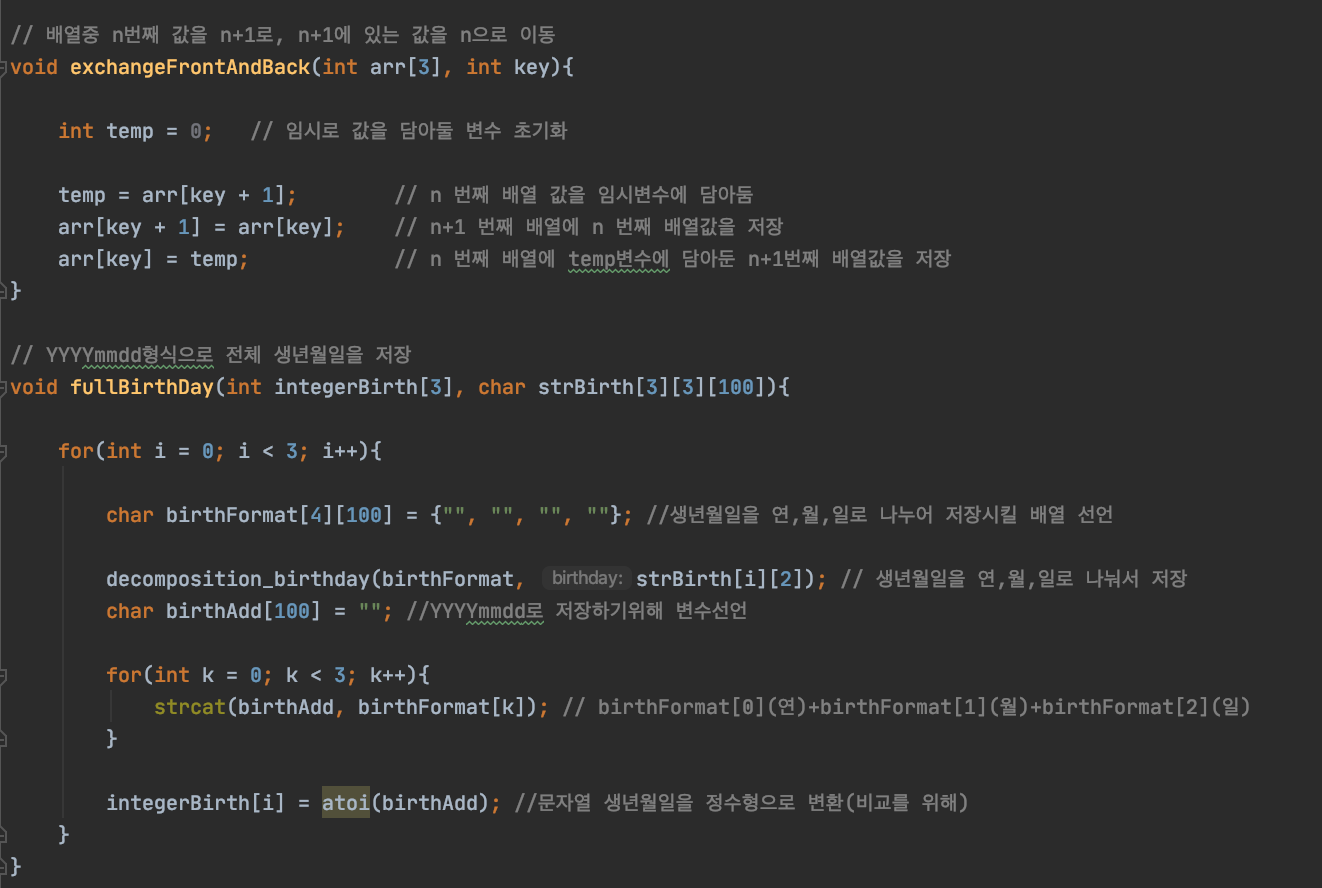 // 배열중 n번째 값을 n+1로, n+1에 있는 값을 n으로 이동
void exchangeFrontAndBack(int arr[3], int key){
int temp = 0;   // 임시로 값을 담아둘 변수 초기화
temp = arr[key + 1];        // n 번째 배열 값을 임시변수에 담아둠
arr[key + 1] = arr[key];    // n+1 번째 배열에 n 번째 배열값을 저장
arr[key] = temp;            // n 번째 배열에 temp변수에 담아둔 n+1번째 배열값을 저장
}
// YYYYmmdd형식으로 전체 생년월일을 저장
void fullBirthDay(int integerBirth[3], char strBirth[3][3][100]){
for(int i = 0; i < 3; i++){
char birthFormat[4][100] = {"", "", "", ""}; //생년월일을 연,월,일로 나누어 저장시킬 배열 선언
decomposition_birthday(birthFormat, birthday: strBirth[i][2]); // 생년월일을 연,월,일로 나눠서 저장
char birthAdd[100] = ""; //YYYYmmdd로 저장하기위해 변수선언
for(int k = 0; k < 3; k++){
strcat(birthAdd, birthFormat[k]); // birthFormat[0](연)+birthFormat[1](월)+birthFormat[2](일)
}
integerBirth[i] = atoi(birthAdd); //문자열 생년월일을 정수형으로 변환(비교를 위해)
}
}